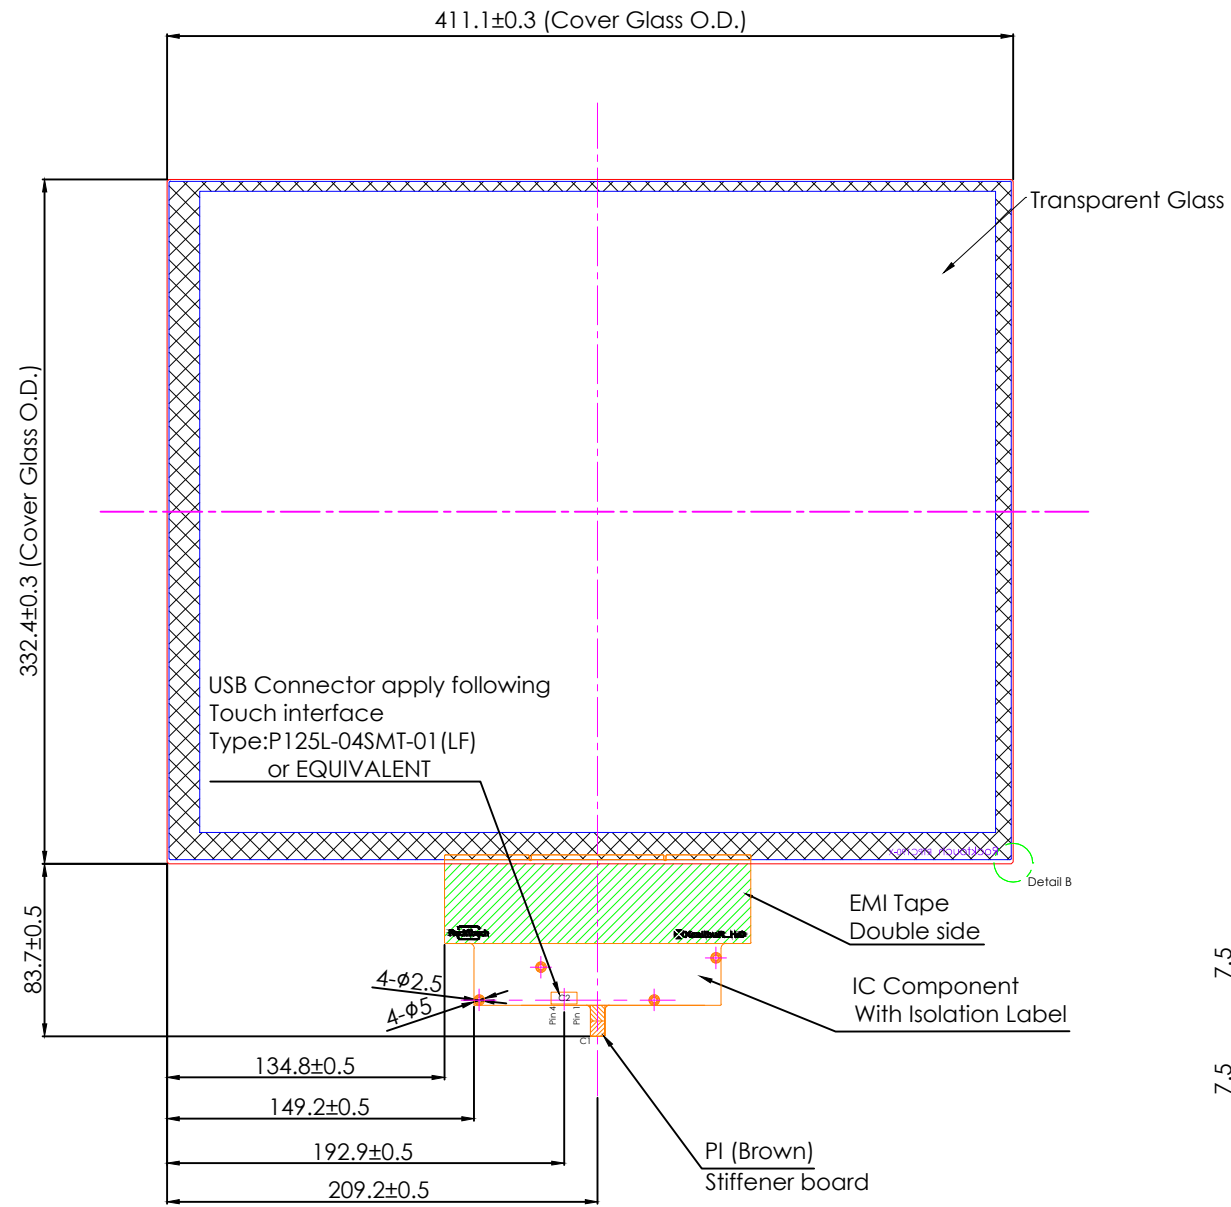 411.1±0.3 (Cover Glass O.D.)
Transparent Glass
332.4±0.3 (Cover Glass O.D.)
USB Connector apply following
Touch interface
Type:P125L-04SMT-01(LF)
or EQUIVALENT
Detail B
EMI Tape
Double side
83.7±0.5
7.5
IC Component
With Isolation Label
4-Φ2.5
4-Φ5
C2
Pin 4
Pin 1
C1
7.5
134.8±0.5
149.2±0.5
192.9±0.5
209.2±0.5
PI (Brown)
Stiffener board